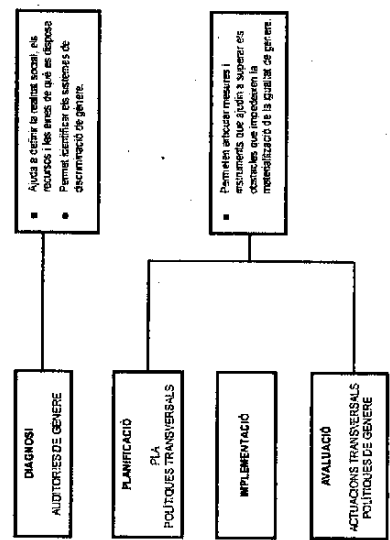 DIAGNOSI
AUDITORIES DE GÈNERE
PLANIFICACIÓ
PLA
POLÍTIQUES TRANSVERSALS
IMPLEMENTACIÓ
AVALUACIÓ
ACTUACIONS TRANSVERSALS
POLÍTIQUES DE GÈNERE
■ Ajuda a definir la realitat social, els
recursos i les eines de què es disposa
● Permet identificar els sistemes de
discriminació de gènere.
■ Permeten articular mesures i
instruments que ajudin a superar els
obstacles que impedeixen la
materialització de la igualtat de gènere.